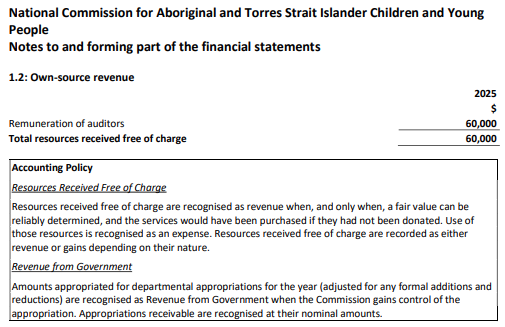 National Commission for Aboriginal and Torres Strait Islander Children and Young
People
Notes to and forming part of the financial statements
1.2: Own-source revenue
2025
$
Remuneration of auditors 60,000
Total resources received free of charge 60,000
Accounting Policy
Resources Received Free of Charge
Resources received free of charge are recognised as revenue when, and only when, a fair value can be
reliably determined, and the services would have been purchased if they had not been donated. Use of
those resources is recognised as an expense. Resources received free of charge are recorded as either
revenue or gains depending on their nature.
Revenue from Government
Amounts appropriated for departmental appropriations for the year (adjusted for any formal additions and
reductions) are recognised as Revenue from Government when the Commission gains control of the
appropriation. Appropriations receivable are recognised at their nominal amounts.